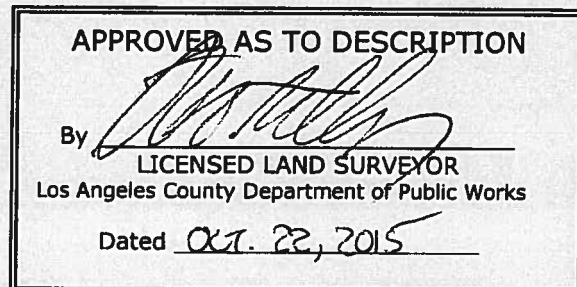 APPROVED AS TO DESCRIPTION
By
LICENSED LAND SURVEYOR
Los Angeles County Department of Public Works
Dated OCT. 22, 2015